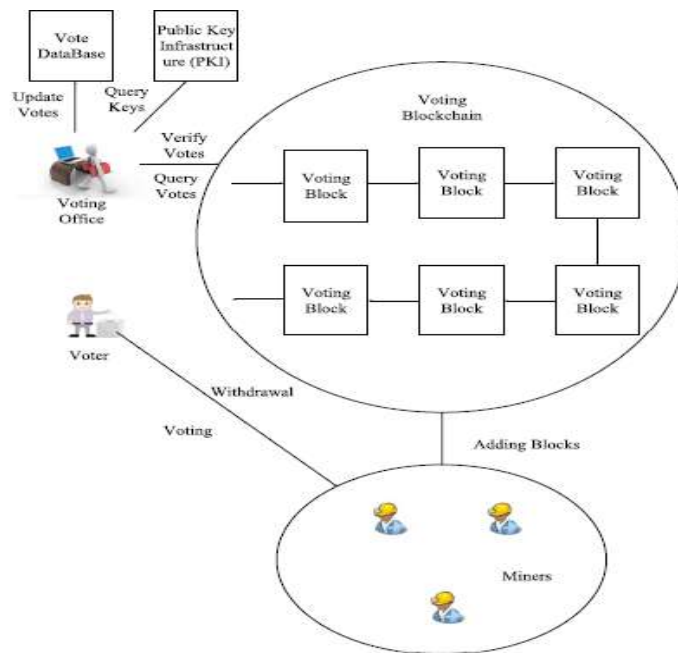 Vote
DataBase
Public Key
Infrastruct
ure (PKI)
Update
Votes
Query
Keys
Voting
Blockchain
Verify
Votes
Query
Votes
Voting
Office
Voting
Block
Voting
Block
Voting
Block
Voting
Block
Voting
Block
Voting
Block
Voter
Withdrawal
Voting
Adding Blocks
Miners